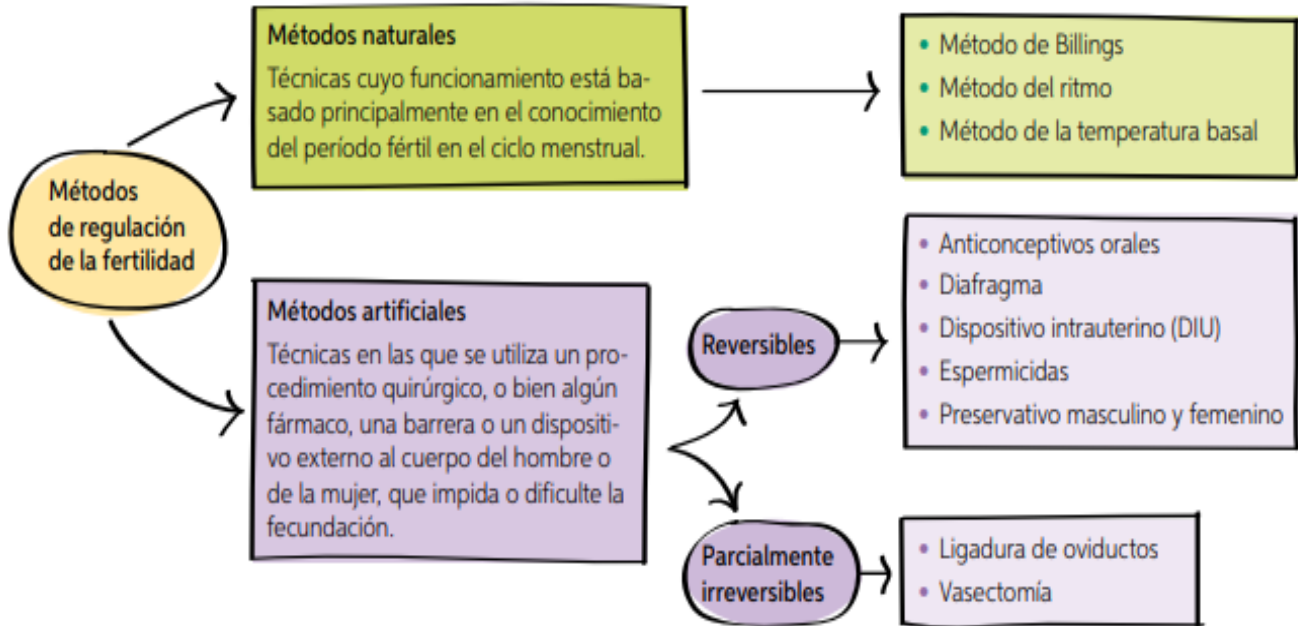 Métodos
de regulación
de la fertilidad
Métodos naturales
Técnicas cuyo funcionamiento está ba-
sado principalmente en el conocimiento
del período fértil en el ciclo menstrual.
• Método de Billings
• Método del ritmo
• Método de la temperatura basal
Métodos artificiales
Técnicas en las que se utiliza un pro-
cedimiento quirúrgico, o bien algún
fármaco, una barrera o un dispositi-
vo externo al cuerpo del hombre o
de la mujer, que impida o dificulte la
fecundación.
Reversibles
• Anticonceptivos orales
• Diafragma
• Dispositivo intrauterino (DIU)
• Espermicidas
• Preservativo masculino y femenino
Parcialmente
irreversibles
• Ligadura de oviductos
• Vasectomía